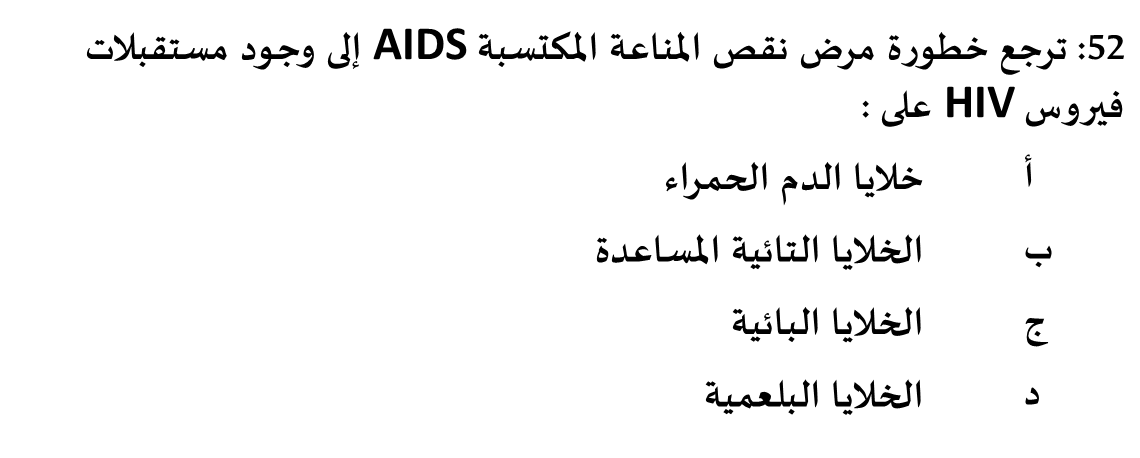 52: ترجع خطورة مرض نقص المناعة المكتسبة AIDS إلى وجود مستقبلات
فيروس HIV على :
أ خلايا الدم الحمراء
ب الخلايا التائية المساعدة
ج الخلايا البائية
د الخلايا البلعمية